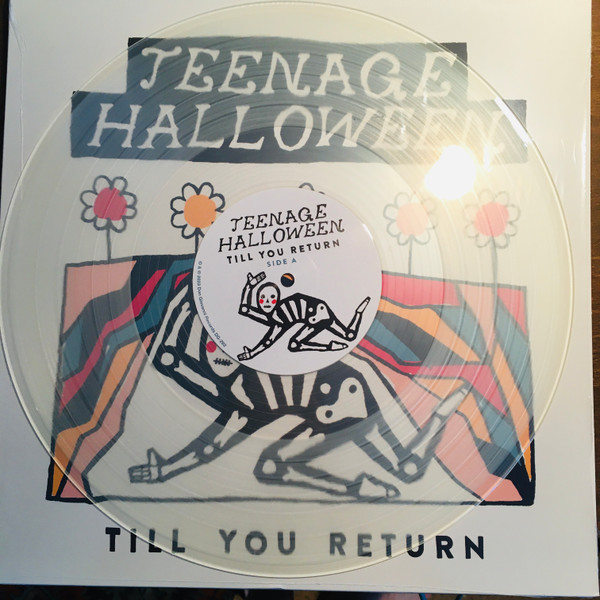 TEENAGE
HALLOWEEN
TEENAGE
HALLOWEEN
TILL YOU RETURN
SIDE A
TILL YOU RETURN